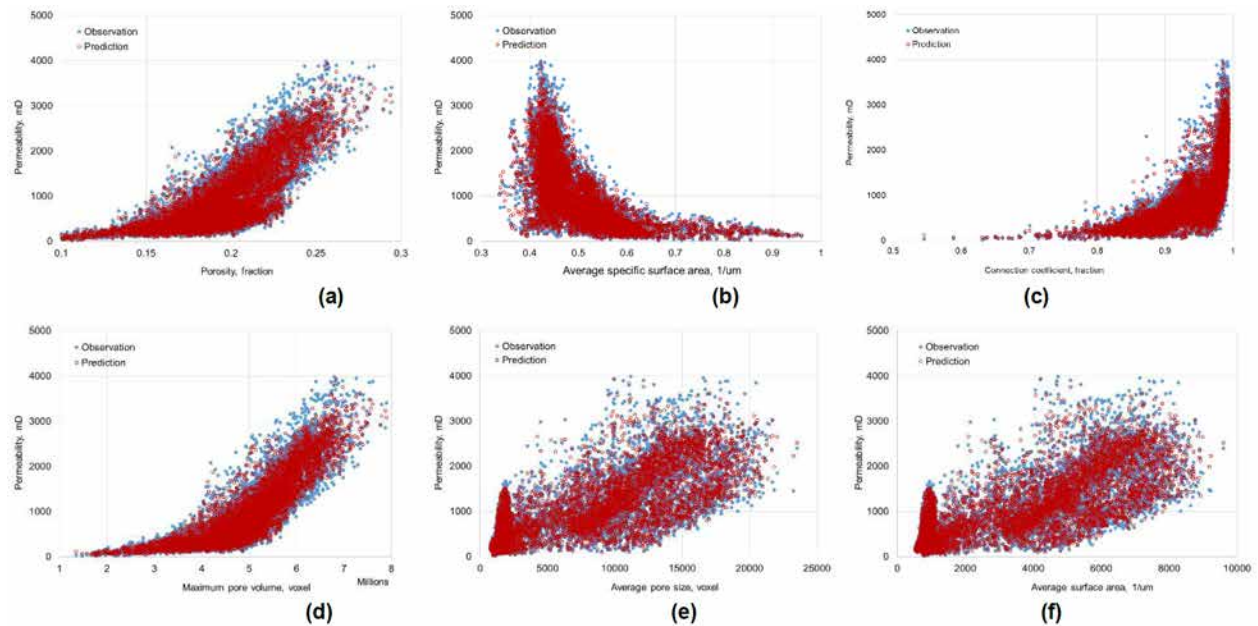 5000
Observation
Prediction
4000
3000
2000
1000
0
0.1 0.15 0.2 0.25 0.3
Permeability, mD
Porosity, fraction
(a)
5000
Observation
Prediction
4000
3000
2000
1000
0
0.3 0.4 0.5 0.6 0.7 0.8 0.9 1
Permeability, mD
Average specific surface area, 1/um
(b)
5000
Observation
Prediction
4000
3000
2000
1000
0
0.5 0.6 0.7 0.8 0.9 1
Permeability, mD
Connection coefficient, fraction
(c)
5000
Observation
Prediction
4000
3000
2000
1000
0
1 2 3 4 5 6 7 8
Millions
Permeability, mD
Maximum pore volume, voxel
(d)
5000
Observation
Prediction
4000
3000
2000
1000
0
0 5000 10000 15000 20000 25000
Permeability, mD
Average pore size, voxel
(e)
5000
Observation
Prediction
4000
3000
2000
1000
0
0 2000 4000 6000 8000 10000
Permeability, mD
Average surface area, 1/um
(f)